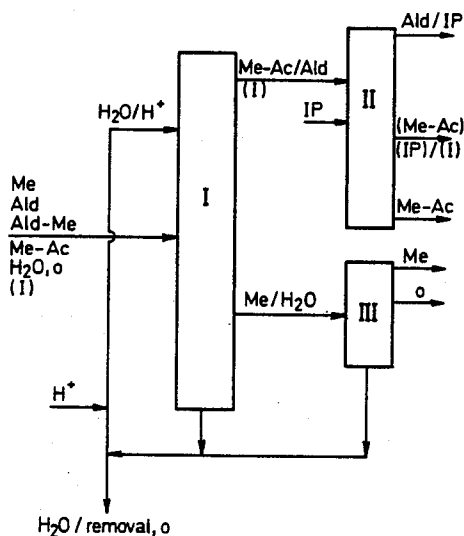 Ald/IP
Me-Ac/Ald
(I)
II
H₂O/H⁺
IP
(Me-Ac)
(IP)/(I)
Me
Ald
Ald-Me
Me-Ac
H₂O, o
(I)
I
Me-Ac
Me
Me/H₂O
III
o
H⁺
H₂O / removal, o